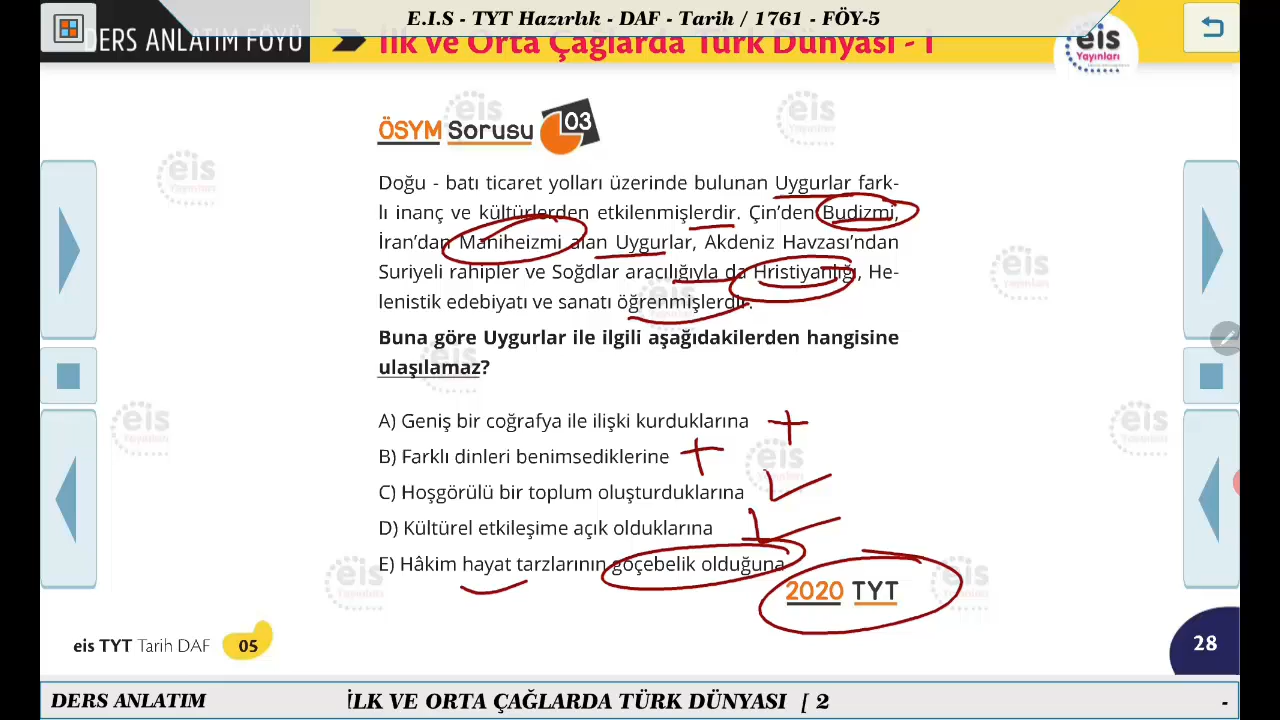 E.I.S - TYT Hazırlık - DAF - Tarih / 1761 - FÖY-5
DERS ANLATIM FÖYÜ
İlk ve Orta Çağlarda Türk Dünyası - I
eis
Yayınları
ÖSYM Sorusu 03
Doğu - batı ticaret yolları üzerinde bulunan Uygurlar fark-
lı inanç ve kültürlerden etkilenmişlerdir. Çin’den Budizmi,
İran’dan Maniheizmi alan Uygurlar, Akdeniz Havzası’ndan
Suriyeli rahipler ve Soğdlar aracılığıyla da Hristiyanlığı, He-
lenistik edebiyatı ve sanatı öğrenmişlerdir.
Buna göre Uygurlar ile ilgili aşağıdakilerden hangisine
ulaşılamaz?
A) Geniş bir coğrafya ile ilişki kurduklarına
B) Farklı dinleri benimsediklerine
C) Hoşgörülü bir toplum oluşturduklarına
D) Kültürel etkileşime açık olduklarına
E) Hâkim hayat tarzlarının göçebelik olduğuna
2020 TYT
eis TYT Tarih DAF 05
28
DERS ANLATIM İLK VE ORTA ÇAĞLARDA TÜRK DÜNYASI [ 2 -